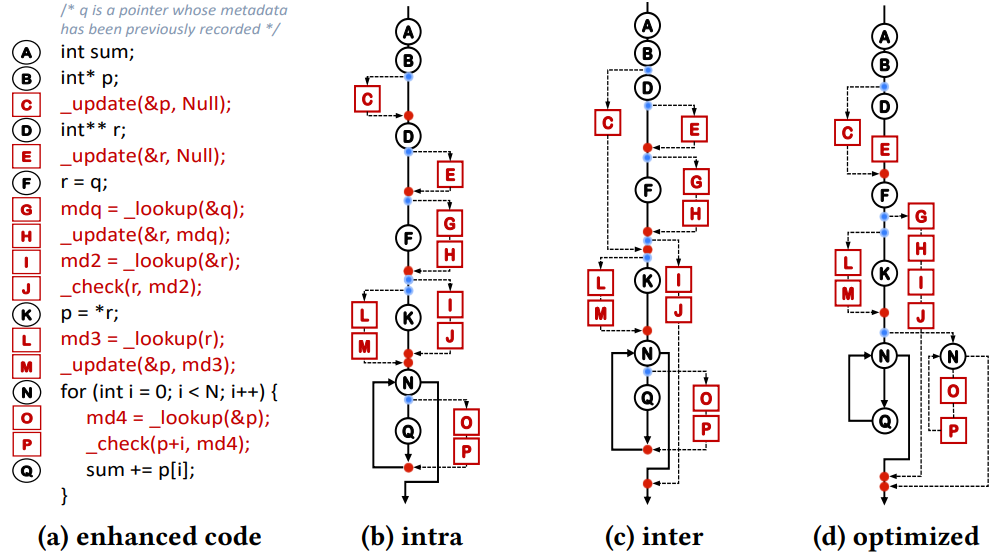 /* q is a pointer whose metadata
has been previously recorded */
A int sum;
B int* p;
C _update(&p, Null);
D int** r;
E _update(&r, Null);
F r = q;
G mdq = _lookup(&q);
H _update(&r, mdq);
I md2 = _lookup(&r);
J _check(r, md2);
K p = *r;
L md3 = _lookup(r);
M _update(&p, md3);
N for (int i = 0; i < N; i++) {
O md4 = _lookup(&p);
P _check(p+i, md4);
Q sum += p[i];
}
(a) enhanced code
A
B
C
D
E
G
F
H
I
L
K
J
M
N
O
Q
P
(b) intra
A
B
D
C
E
G
F
H
L
K
I
M
J
N
O
Q
P
(c) inter
A
B
D
C
E
F
G
H
L
K
I
M
J
N
N
O
Q
P
(d) optimized